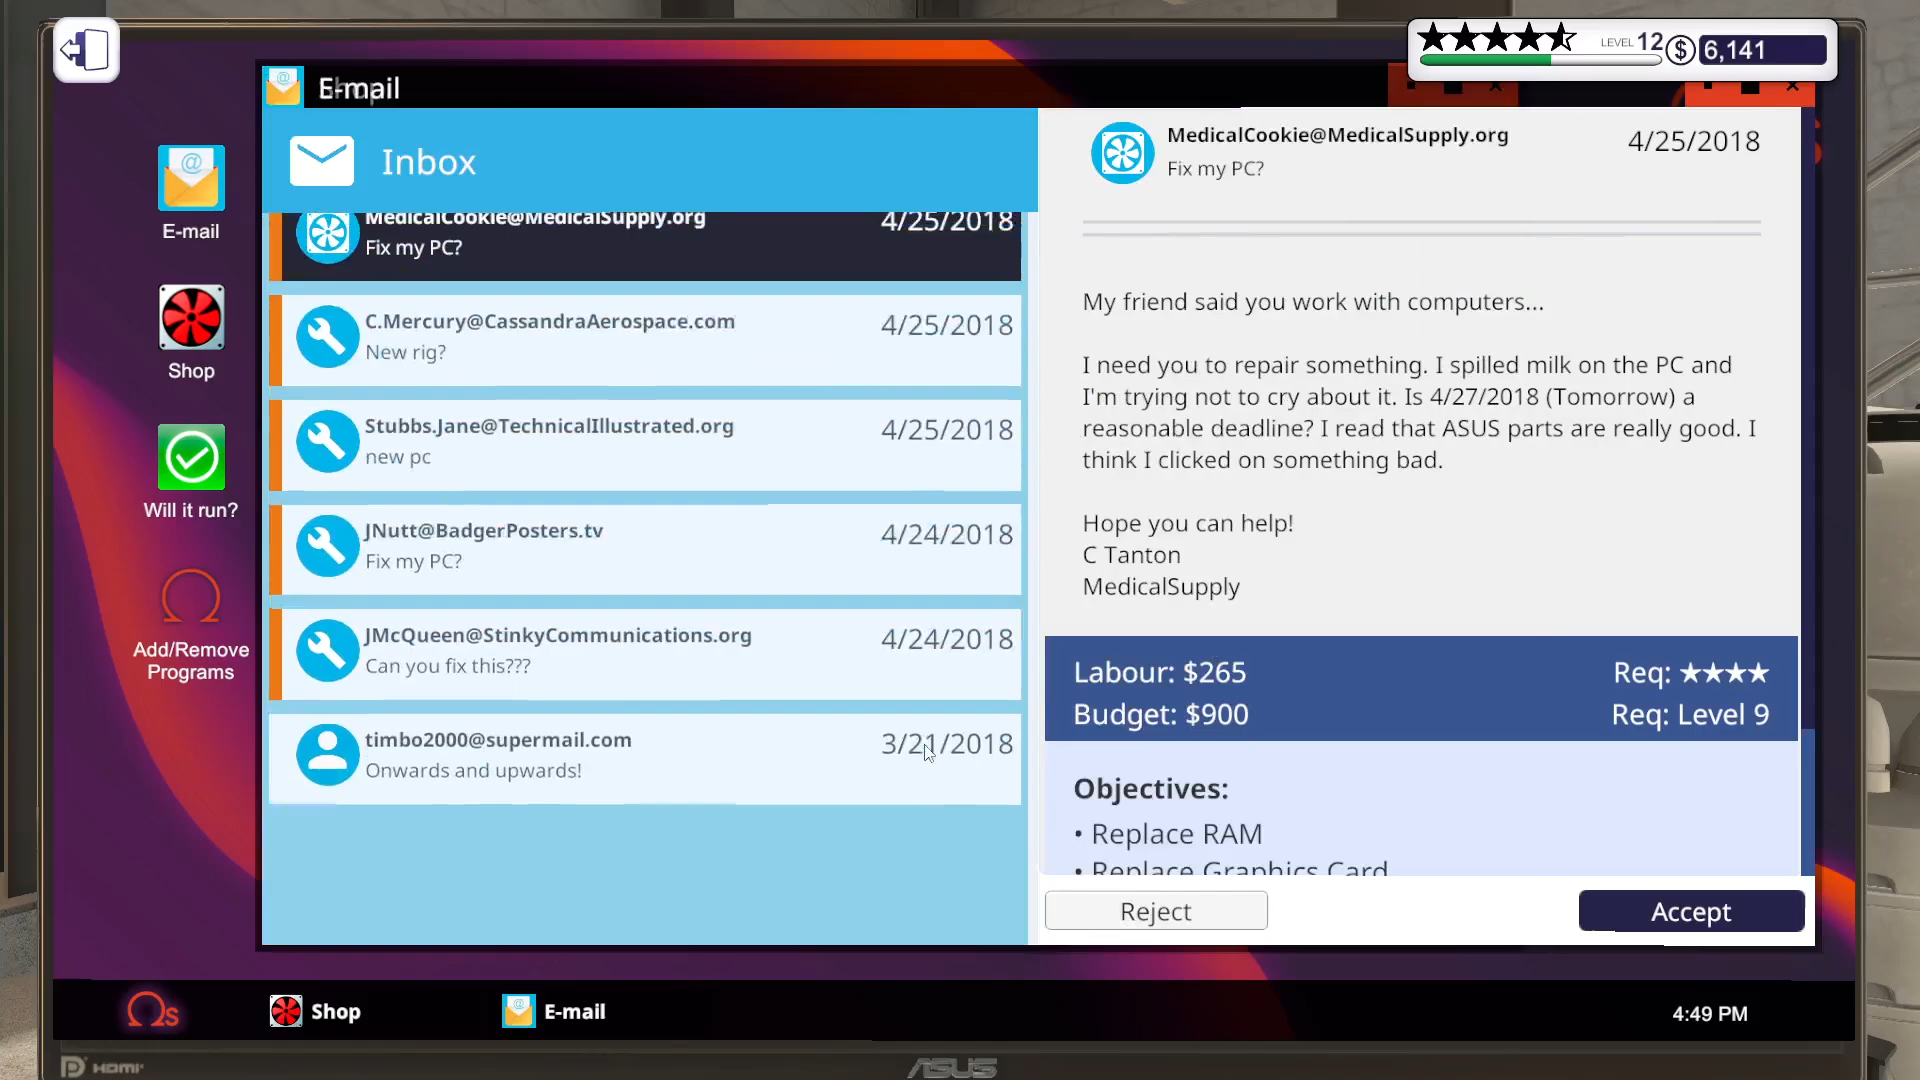 LEVEL 12
$ 6,141
E-mail
Inbox
MedicalCookie@MedicalSupply.org
4/25/2018
Fix my PC?
C.Mercury@CassandraAerospace.com
4/25/2018
New rig?
Stubbs.Jane@TechnicalIllustrated.org
4/25/2018
new pc
JNutt@BadgerPosters.tv
4/24/2018
Fix my PC?
JMcQueen@StinkyCommunications.org
4/24/2018
Can you fix this???
timbo2000@supermail.com
3/21/2018
Onwards and upwards!
MedicalCookie@MedicalSupply.org
4/25/2018
Fix my PC?
My friend said you work with computers...
I need you to repair something. I spilled milk on the PC and
I'm trying not to cry about it. Is 4/27/2018 (Tomorrow) a
reasonable deadline? I read that ASUS parts are really good. I
think I clicked on something bad.
Hope you can help!
C Tanton
MedicalSupply
Labour: $265
Req: ★★★★
Budget: $900
Req: Level 9
Objectives:
• Replace RAM
• Replace Graphics Card
Reject
Accept
E-mail
Shop
Will it run?
Add/Remove
Programs
Ωs
Shop
E-mail
4:49 PM
HDMI
ASUS